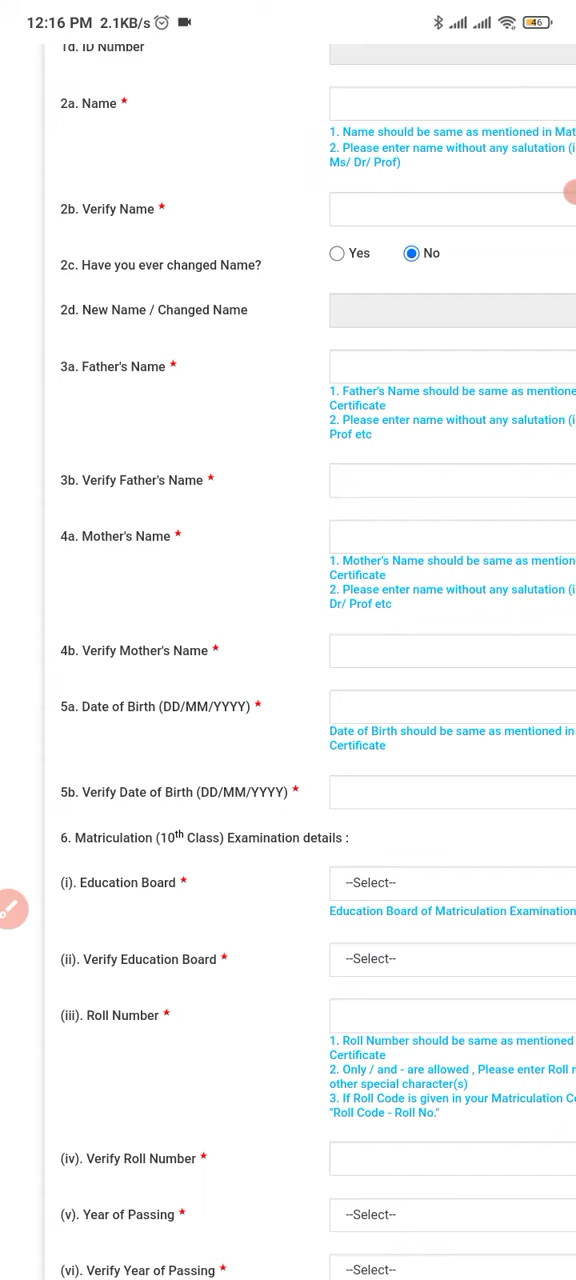 12:16 PM 2.1KB/s 46
1d. ID Number
2a. Name *
1. Name should be same as mentioned in Mat
2. Please enter name without any salutation (i
Ms/ Dr/ Prof)
2b. Verify Name *
Yes No
2c. Have you ever changed Name?
2d. New Name / Changed Name
3a. Father's Name *
1. Father's Name should be same as mentione
Certificate
2. Please enter name without any salutation (i
Prof etc
3b. Verify Father's Name *
4a. Mother's Name *
1. Mother's Name should be same as mention
Certificate
2. Please enter name without any salutation (i
Dr/ Prof etc
4b. Verify Mother's Name *
5a. Date of Birth (DD/MM/YYYY) *
Date of Birth should be same as mentioned in
Certificate
5b. Verify Date of Birth (DD/MM/YYYY) *
6. Matriculation (10th Class) Examination details :
(i). Education Board * --Select--
Education Board of Matriculation Examination
(ii). Verify Education Board * --Select--
(iii). Roll Number *
1. Roll Number should be same as mentioned
Certificate
2. Only / and - are allowed , Please enter Roll n
other special character(s)
3. If Roll Code is given in your Matriculation Ce
"Roll Code - Roll No."
(iv). Verify Roll Number *
(v). Year of Passing * --Select--
(vi). Verify Year of Passing * --Select--